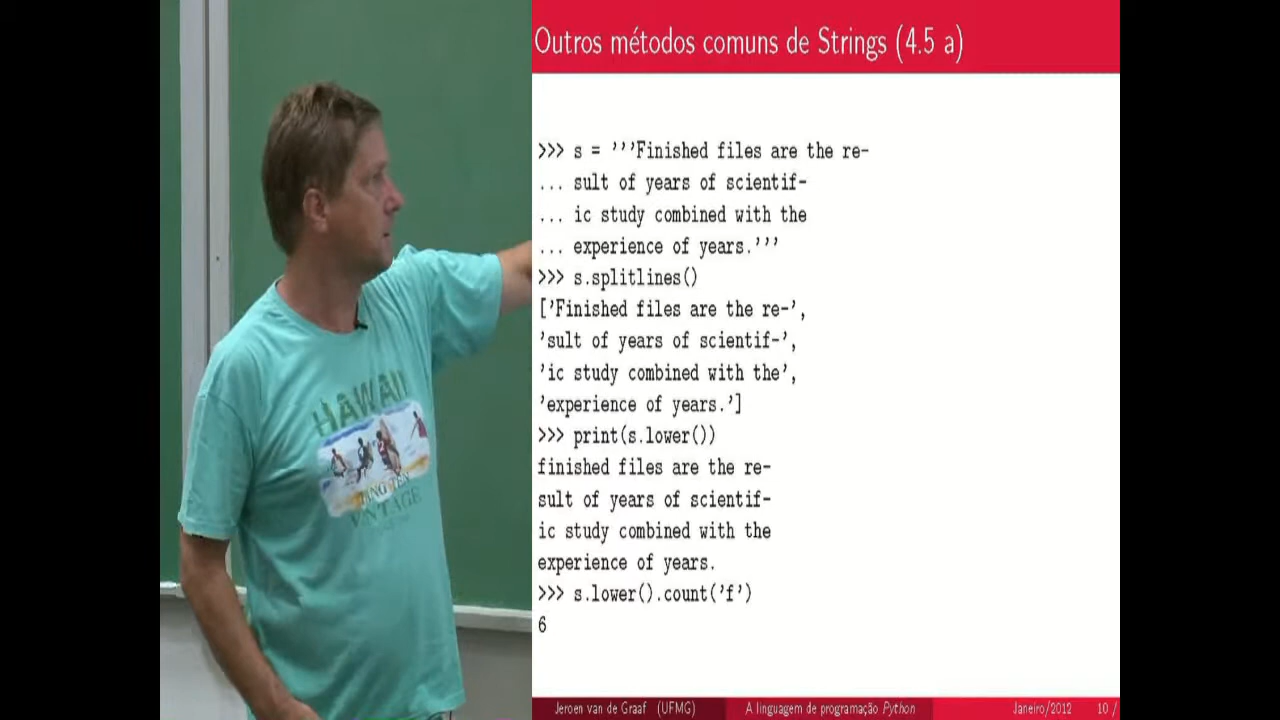 Outros métodos comuns de Strings (4.5 a)
>>> s = '''Finished files are the re-
... sult of years of scientif-
... ic study combined with the
... experience of years.'''
>>> s.splitlines()
['Finished files are the re-',
'sult of years of scientif-',
'ic study combined with the',
'experience of years.']
>>> print(s.lower())
finished files are the re-
sult of years of scientif-
ic study combined with the
experience of years.
>>> s.lower().count('f')
6
Jeroen van de Graaf (UFMG) A linguagem de programação Python Janeiro/2012 10 /
HAWAII
VINTAGE